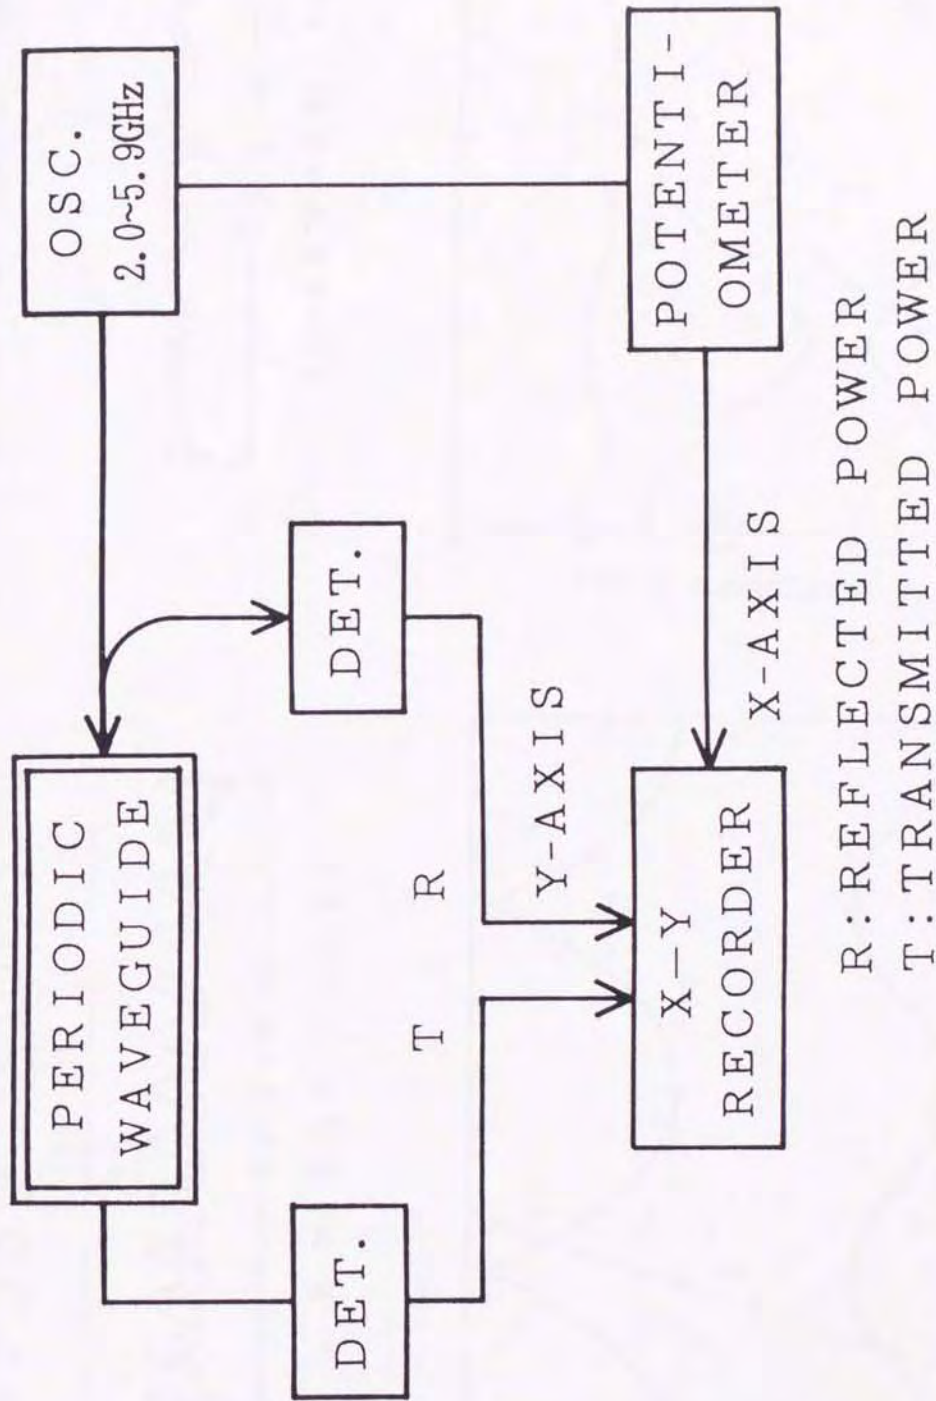 PERIODIC
WAVEGUIDE
OSC.
2.0~5.9GHz
DET.
DET.
T
R
Y-AXIS
X-Y
RECORDER
X-AXIS
POTENTI-
OMETER
R:REFLECTED POWER
T:TRANSMITTED POWER